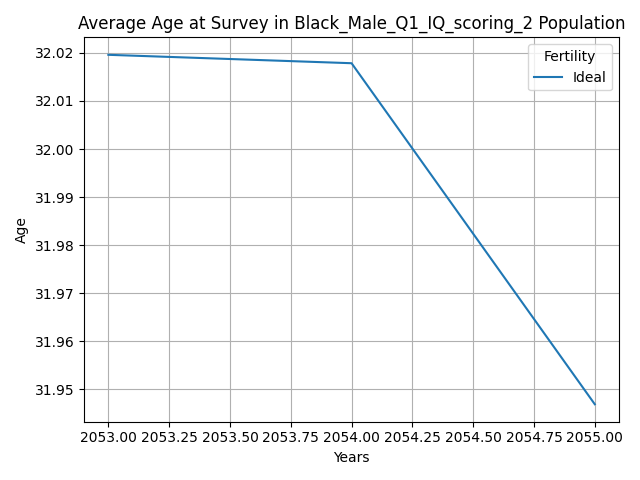 Average Age at Survey in Black_Male_Q1_IQ_scoring_2 Population
Fertility
Ideal
32.02
32.01
32.00
31.99
31.98
31.97
31.96
31.95
Age
2053.00 2053.25 2053.50 2053.75 2054.00 2054.25 2054.50 2054.75 2055.00
Years